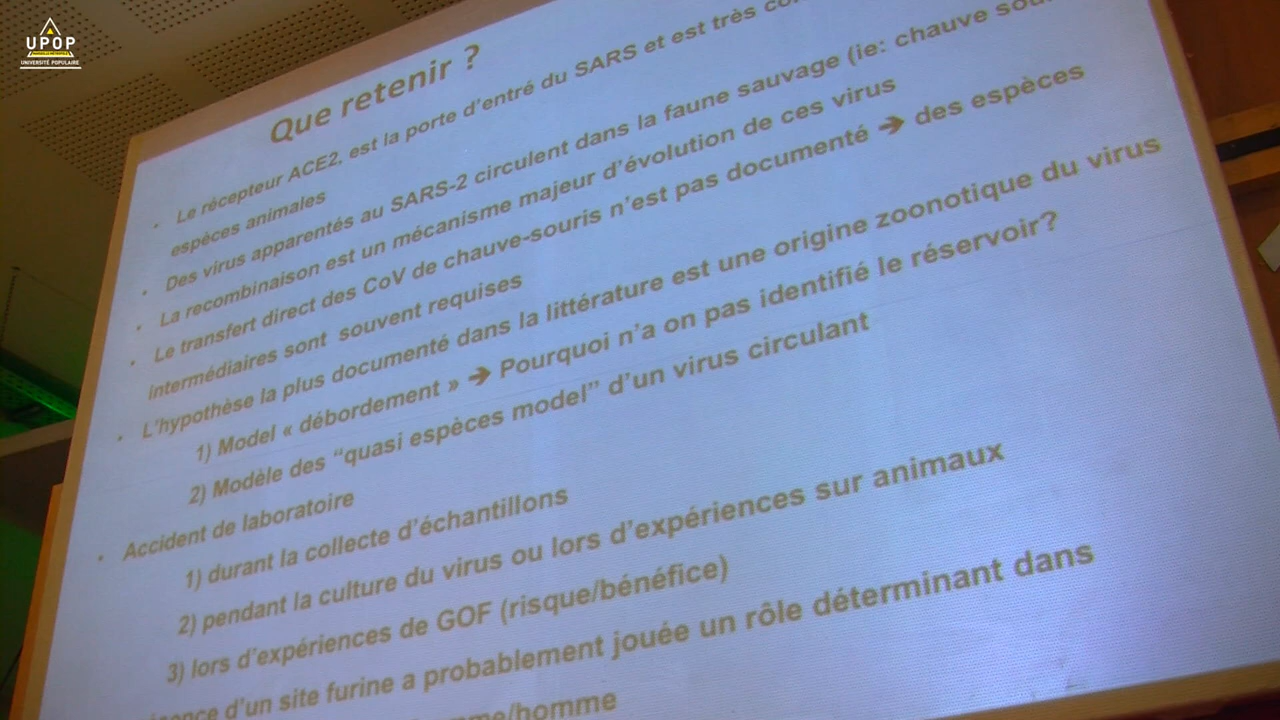 UPOP
UNIVERSITÉ POPULAIRE
Que retenir ?
• Le récepteur ACE2, est la porte d'entré du SARS et est très
espèces animales
• Des virus apparentés au SARS-2 circulent dans la faune sauvage (ie: chauve
• La recombinaison est un mécanisme majeur d'évolution de ces virus
• Le transfert direct des CoV de chauve-souris n'est pas documenté ➔ des espèces
intermédiaires sont souvent requises
• L'hypothèse la plus documenté dans la littérature est une origine zoonotique du virus
1) Model « débordement » ➔ Pourquoi n'a on pas identifié le réservoir?
2) Modèle des "quasi espèces model" d'un virus circulant
• Accident de laboratoire
1) durant la collecte d'échantillons
2) pendant la culture du virus ou lors d'expériences sur animaux
3) lors d'expériences de GOF (risque/bénéfice)
d'un site furine a probablement jouée un rôle déterminant dans
/homme